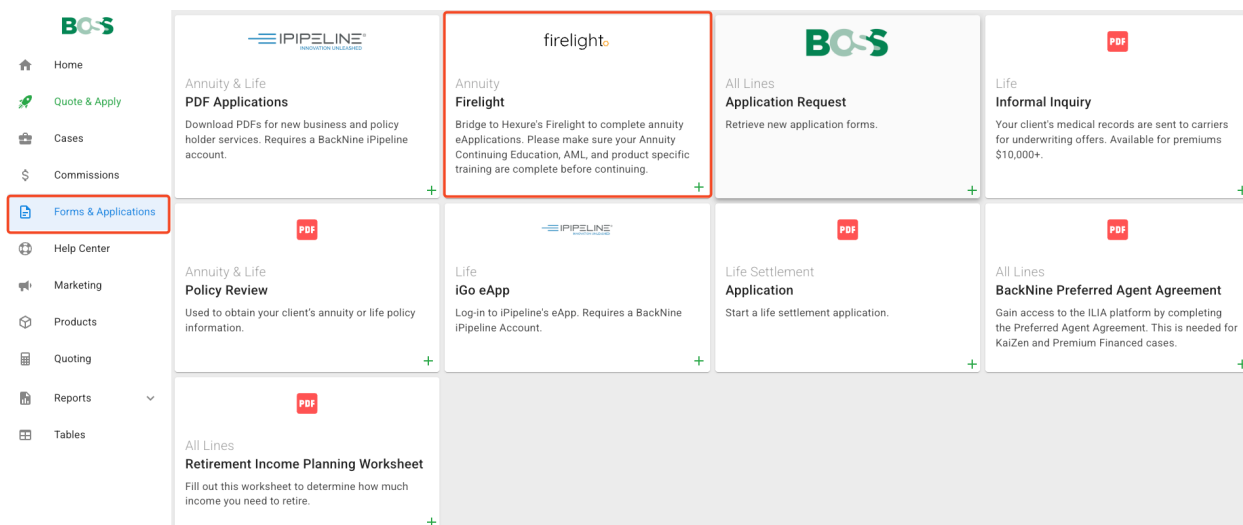 BOSS
Home
Quote & Apply
Cases
Commissions
Forms & Applications
Help Center
Marketing
Products
Quoting
Reports
Tables
IPIPELINE®
INNOVATION UNLEASHED
Annuity & Life
PDF Applications
Download PDFs for new business and policy
holder services. Requires a BackNine iPipeline
account.
firelight
Annuity
Firelight
Bridge to Hexure's Firelight to complete annuity
eApplications. Please make sure your Annuity
Continuing Education, AML, and product specific
training are complete before continuing.
BOSS
All Lines
Application Request
Retrieve new application forms.
PDF
Life
Informal Inquiry
Your client's medical records are sent to carriers
for underwriting offers. Available for premiums
$10,000+.
PDF
Annuity & Life
Policy Review
Used to obtain your client's annuity or life policy
information.
IPIPELINE®
INNOVATION UNLEASHED
Life
iGo eApp
Log-in to iPipeline's eApp. Requires a BackNine
iPipeline Account.
PDF
Life Settlement
Application
Start a life settlement application.
PDF
All Lines
BackNine Preferred Agent Agreement
Gain access to the ILIA platform by completing
the Preferred Agent Agreement. This is needed for
KaiZen and Premium Financed cases.
PDF
All Lines
Retirement Income Planning Worksheet
Fill out this worksheet to determine how much
income you need to retire.